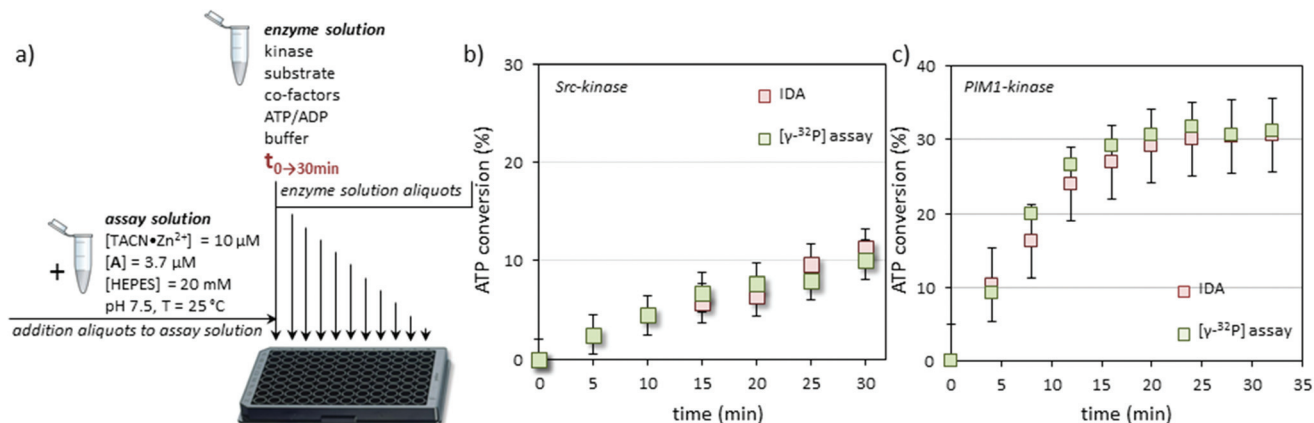 a)
enzyme solution
kinase
substrate
co-factors
ATP/ADP
buffer
t0→30min
enzyme solution aliquots
assay solution
[TACN•Zn2+] = 10 µM
[A] = 3.7 µM
[HEPES] = 20 mM
pH 7.5, T = 25 °C
+
addition aliquots to assay solution
b)
Src-kinase
IDA
[γ-32P] assay
ATP conversion (%)
30
20
10
0
0 5 10 15 20 25 30
time (min)
c)
PIM1-kinase
IDA
[γ-32P] assay
ATP conversion (%)
40
30
20
10
0
0 5 10 15 20 25 30 35
time (min)